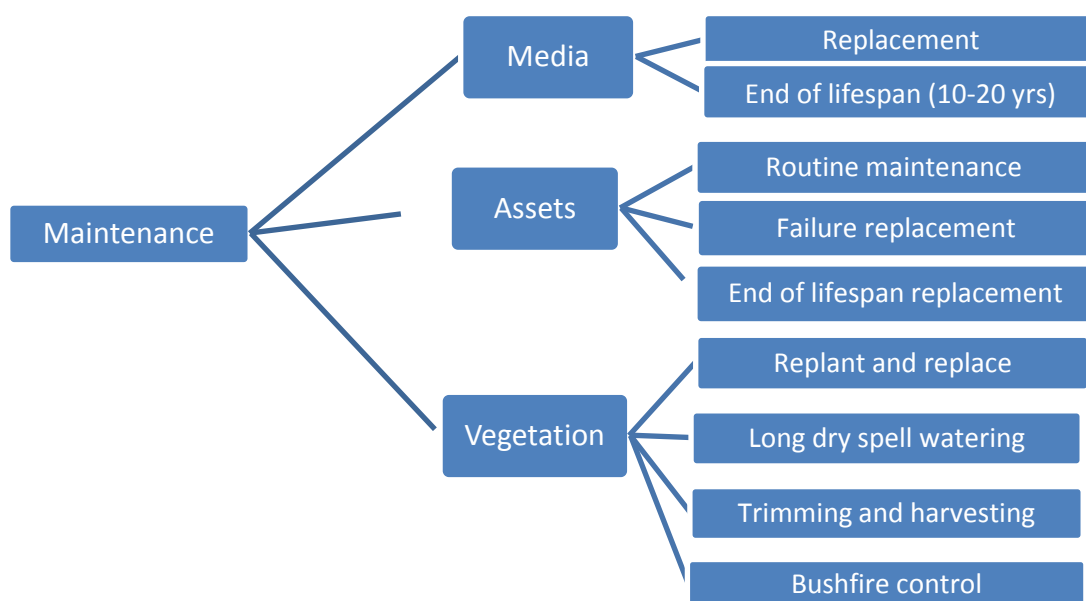 Maintenance
Media
Replacement
End of lifespan (10-20 yrs)
Assets
Routine maintenance
Failure replacement
End of lifespan replacement
Vegetation
Replant and replace
Long dry spell watering
Trimming and harvesting
Bushfire control